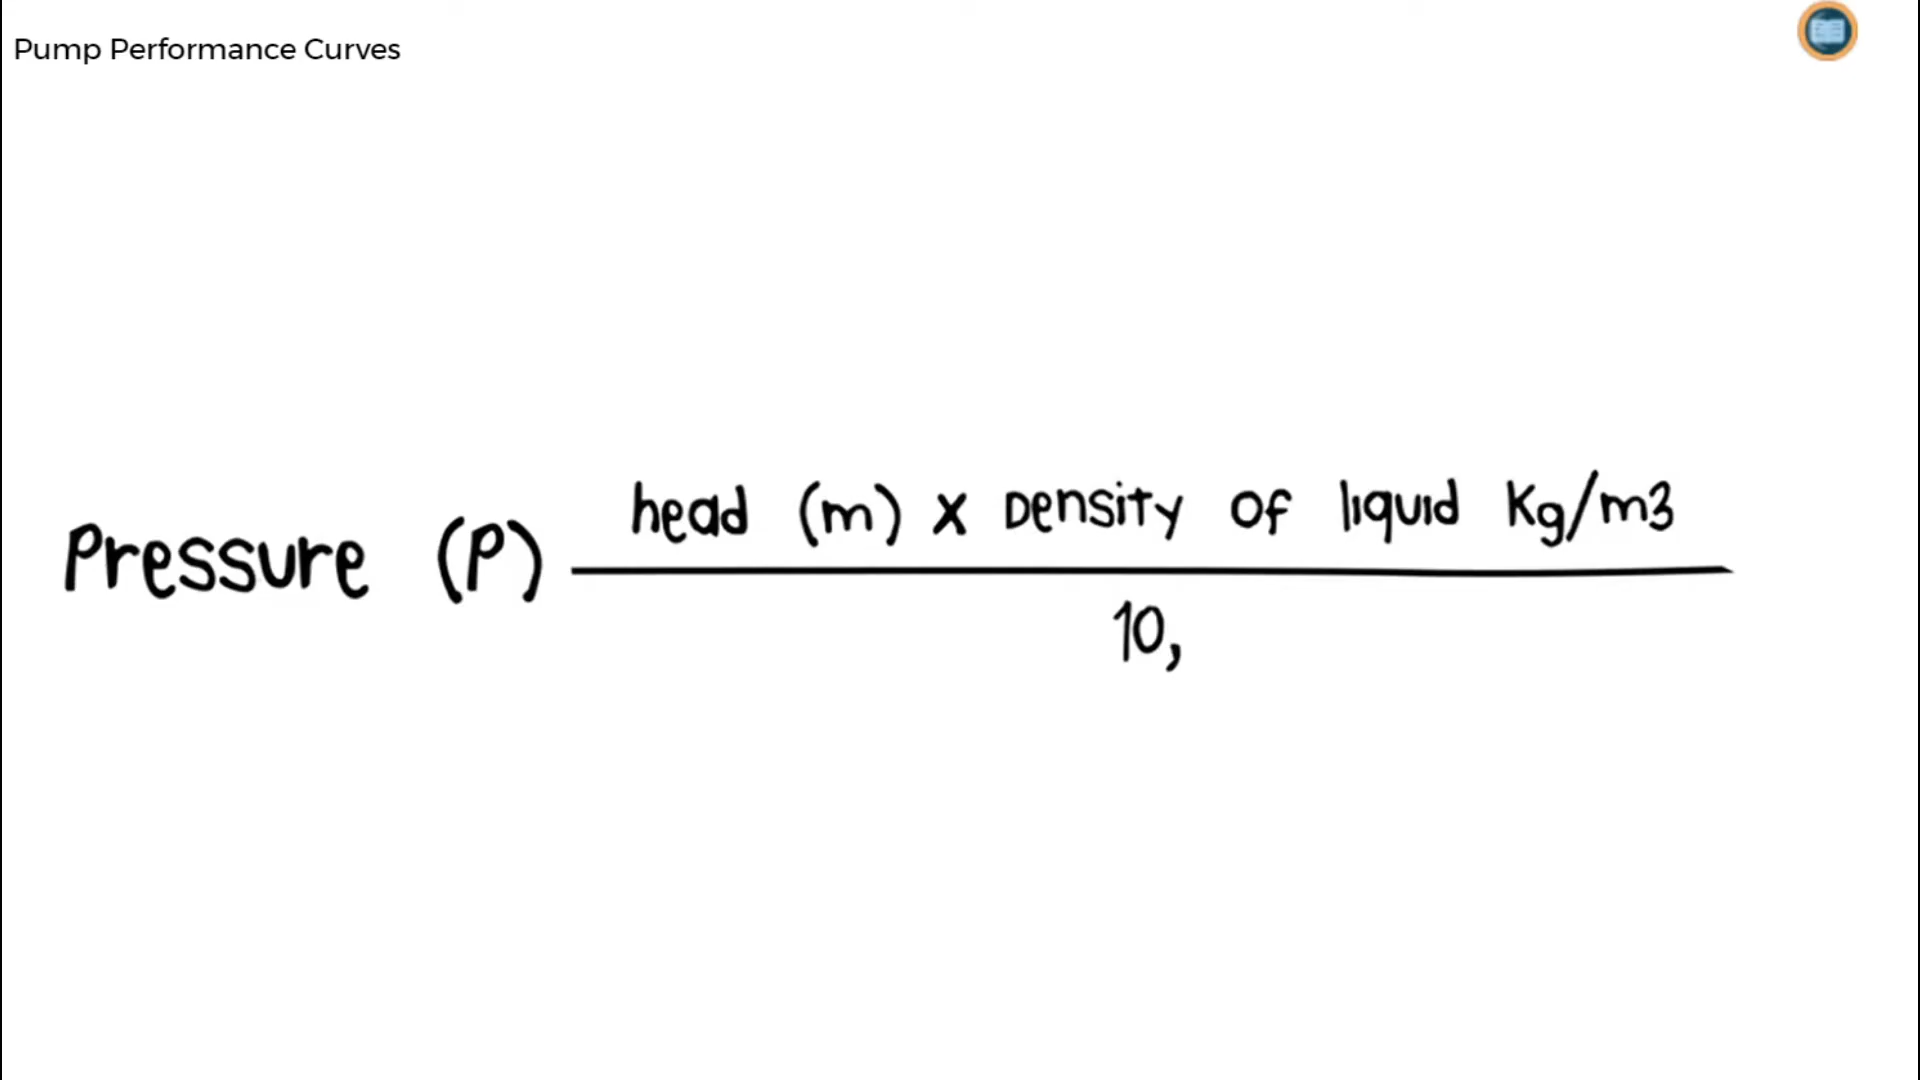 Pump Performance Curves
head (m) x Density of liquid Kg/m3
Pressure (P)
10,